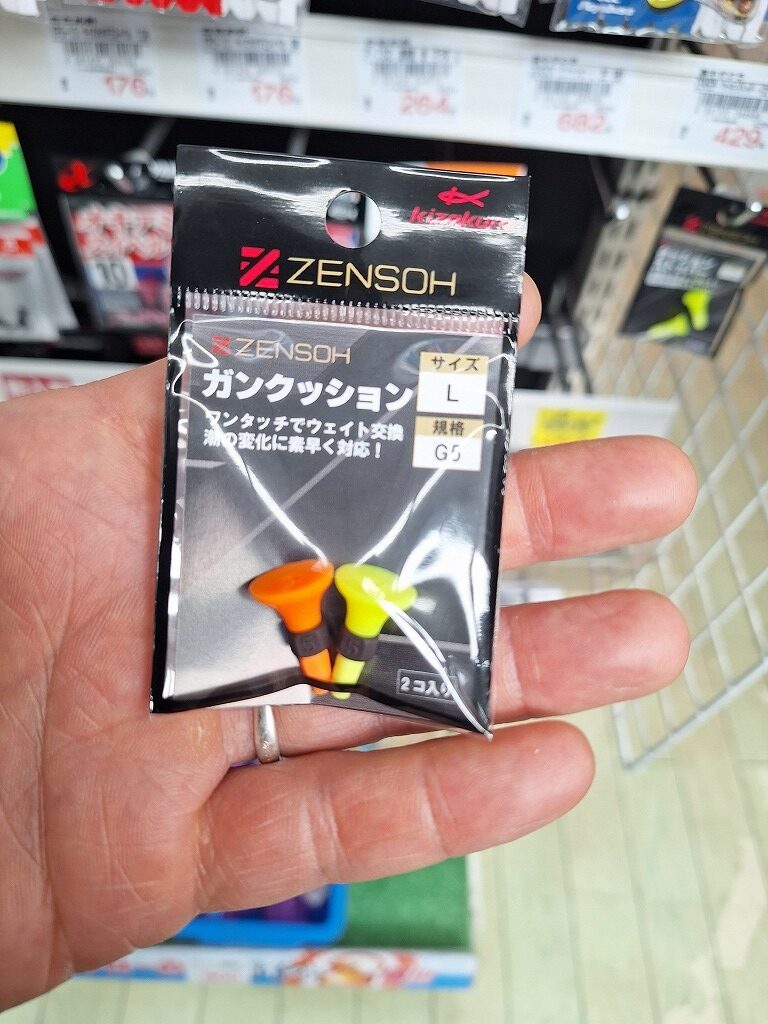 176
176
264
682
429
kizakura
ZENSOH
ZENSOH
ガンクッション
ワンタッチでウェイト交換
潮の変化に素早く対応！
サイズ
L
規格
G5
10
2コ入り